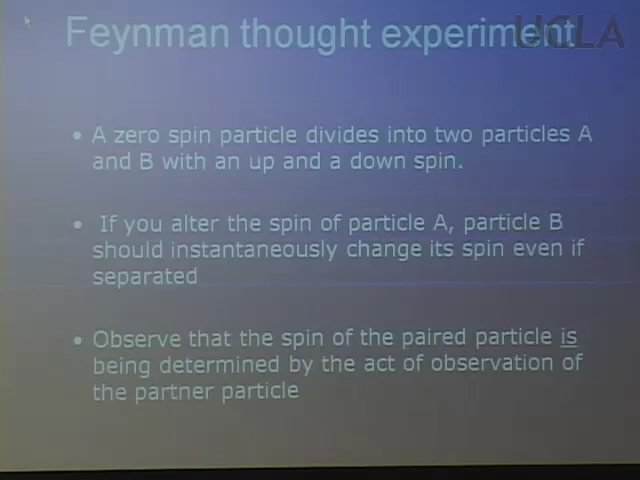 Feynman thought experiment
UCLA
• A zero spin particle divides into two particles A
and B with an up and a down spin.
• If you alter the spin of particle A, particle B
should instantaneously change its spin even if
separated
• Observe that the spin of the paired particle is
being determined by the act of observation of
the partner particle